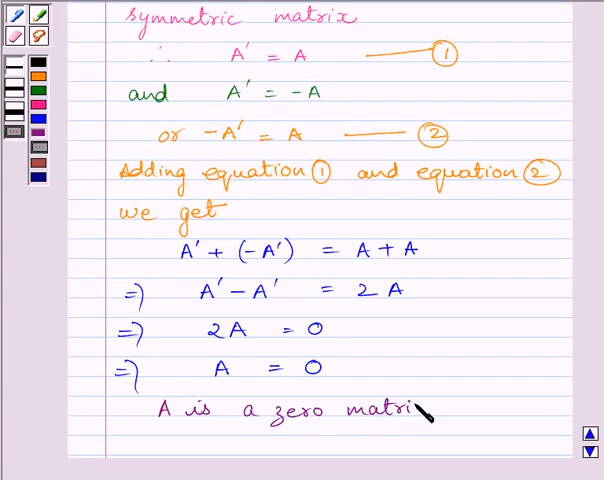 symmetric matrix
∴ A' = A ——— ①
and A' = -A
or -A' = A ——— ②
Adding equation ① and equation ②
we get
A' + (-A') = A + A
=) A' - A' = 2 A
=) 2A = 0
=) A = 0
A is a zero matri